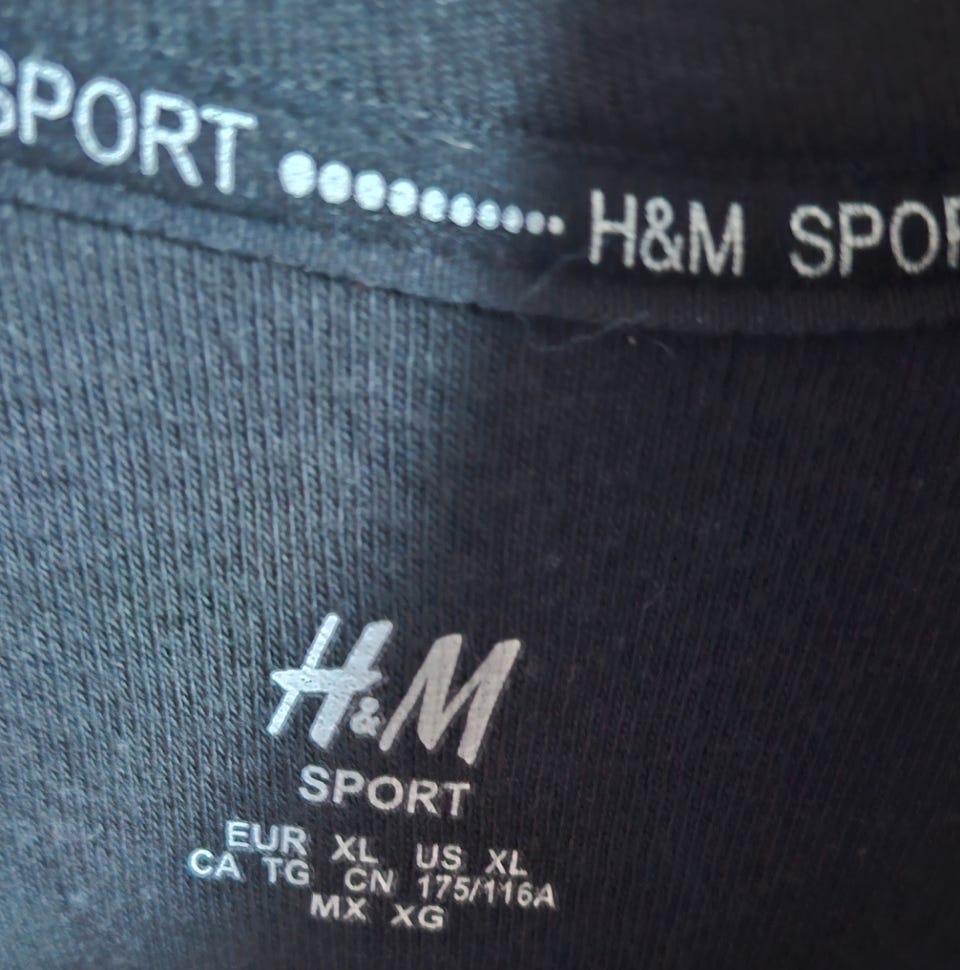 SPORT •••••••••• H&M SPOR
H&M
SPORT
EUR XL US XL
CA TG CN 175/116A
MX XG